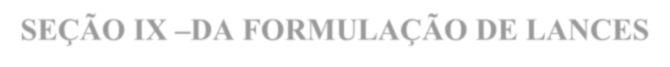 SEÇÃO IX –DA FORMULAÇÃO DE LANCES